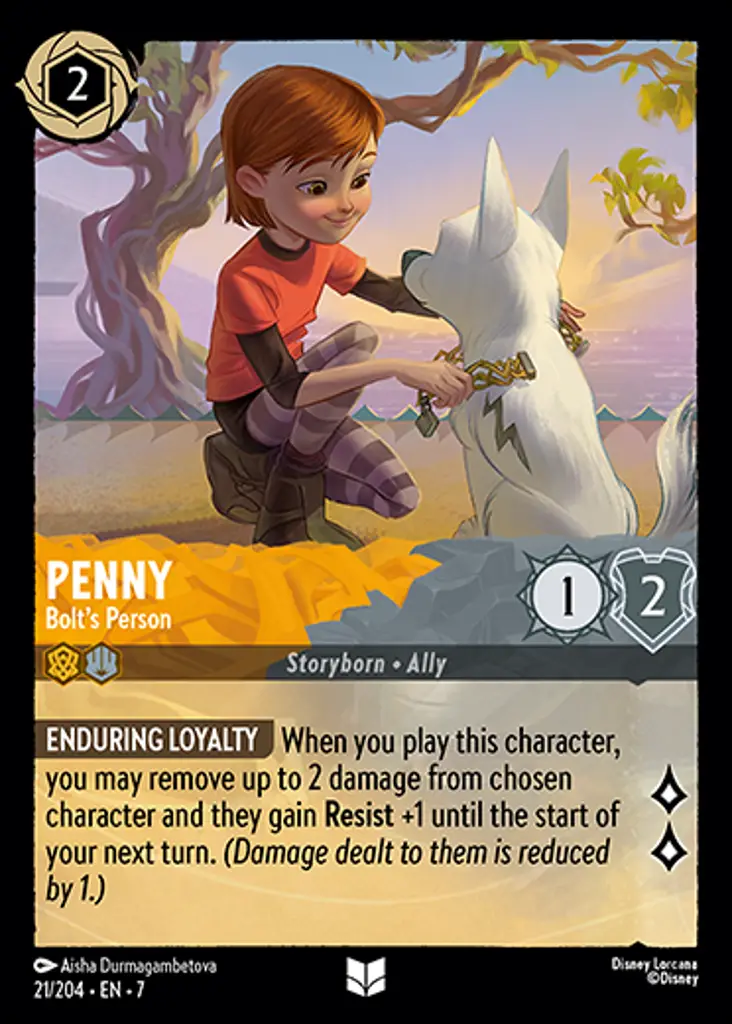 2
PENNY
Bolt's Person
1
2
Storyborn • Ally
ENDURING LOYALTY When you play this character,
you may remove up to 2 damage from chosen
character and they gain Resist +1 until the start of
your next turn. (Damage dealt to them is reduced
by 1.)
Aisha Durmagambetova
21/204 • EN • 7
Disney Lorcana
©Disney